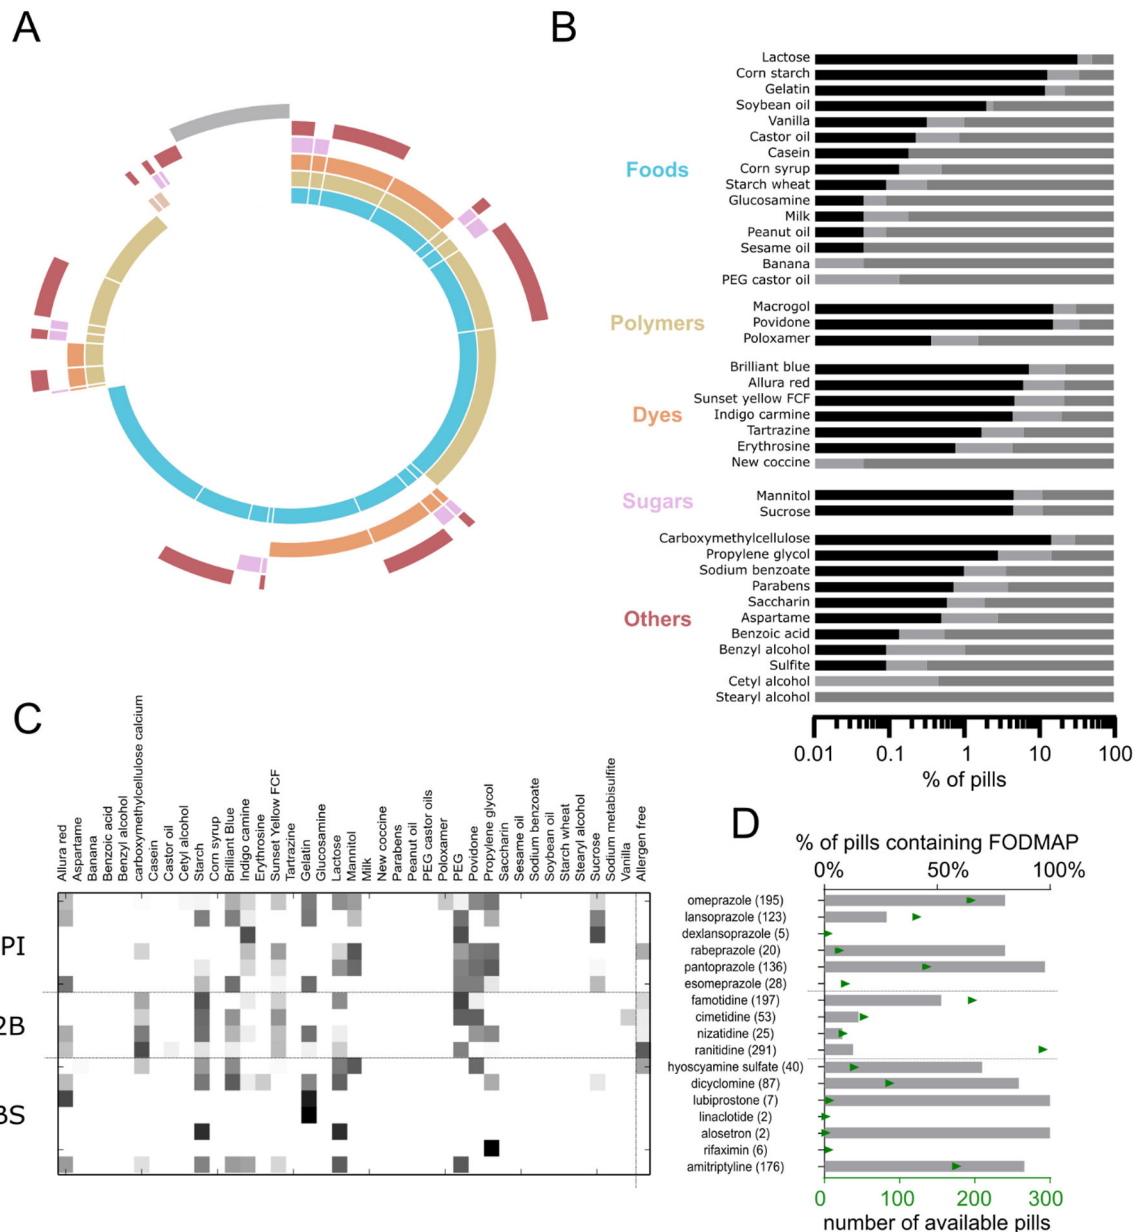 A
B
Lactose
Corn starch
Gelatin
Soybean oil
Vanilla
Castor oil
Casein
Corn syrup
Starch wheat
Glucosamine
Milk
Peanut oil
Sesame oil
Banana
PEG castor oil
Foods
Macrogol
Povidone
Poloxamer
Polymers
Brilliant blue
Allura red
Sunset yellow FCF
Indigo carmine
Tartrazine
Erythrosine
New coccine
Dyes
Mannitol
Sucrose
Sugars
Carboxymethylcellulose
Propylene glycol
Sodium benzoate
Parabens
Saccharin
Aspartame
Benzoic acid
Benzyl alcohol
Sulfite
Cetyl alcohol
Stearyl alcohol
Others
0.01 0.1 1 10 100
% of pills
C
Allura red
Aspartame
Banana
Benzoic acid
Benzyl alcohol
carboxymethylcellulose calcium
Casein
Castor oil
Cetyl alcohol
Starch
Corn syrup
Brilliant Blue
Indigo camine
Erythrosine
Sunset Yellow FCF
Tartrazine
Gelatin
Glucosamine
Lactose
Mannitol
Milk
New coccine
Parabens
Peanut oil
PEG castor oils
Poloxamer
PEG
Povidone
Propylene glycol
Saccharin
Sesame oil
Sodium benzoate
Soybean oil
Starch wheat
Stearyl alcohol
Sucrose
Sodium metabisulfite
Vanilla
Allergen free
PI
2B
BS
D
% of pills containing FODMAP
0% 50% 100%
omeprazole (195)
lansoprazole (123)
dexlansoprazole (5)
rabeprazole (20)
pantoprazole (136)
esomeprazole (28)
famotidine (197)
cimetidine (53)
nizatidine (25)
ranitidine (291)
hyoscyamine sulfate (40)
dicyclomine (87)
lubiprostone (7)
linaclotide (2)
alosetron (2)
rifaximin (6)
amitriptyline (176)
0 100 200 300
number of available pills